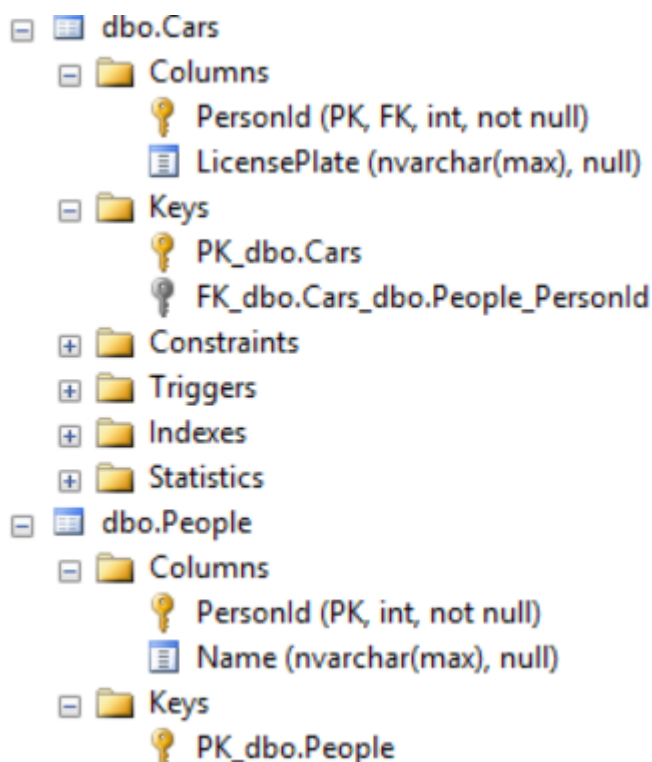 dbo.Cars
Columns
PersonId (PK, FK, int, not null)
LicensePlate (nvarchar(max), null)
Keys
PK_dbo.Cars
FK_dbo.Cars_dbo.People_PersonId
Constraints
Triggers
Indexes
Statistics
dbo.People
Columns
PersonId (PK, int, not null)
Name (nvarchar(max), null)
Keys
PK_dbo.People